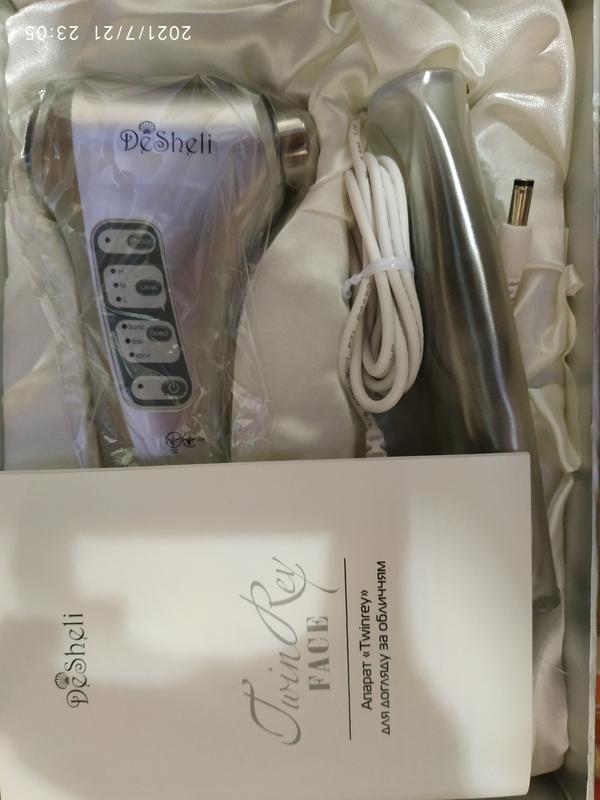 2021/7/21 23:05
DeSheli
H
M
L
Level
Sonic
Ion-
Ion+
DeSheli
TwinRey
FACE
Апарат «Twinrey»
для догляду за обличчям